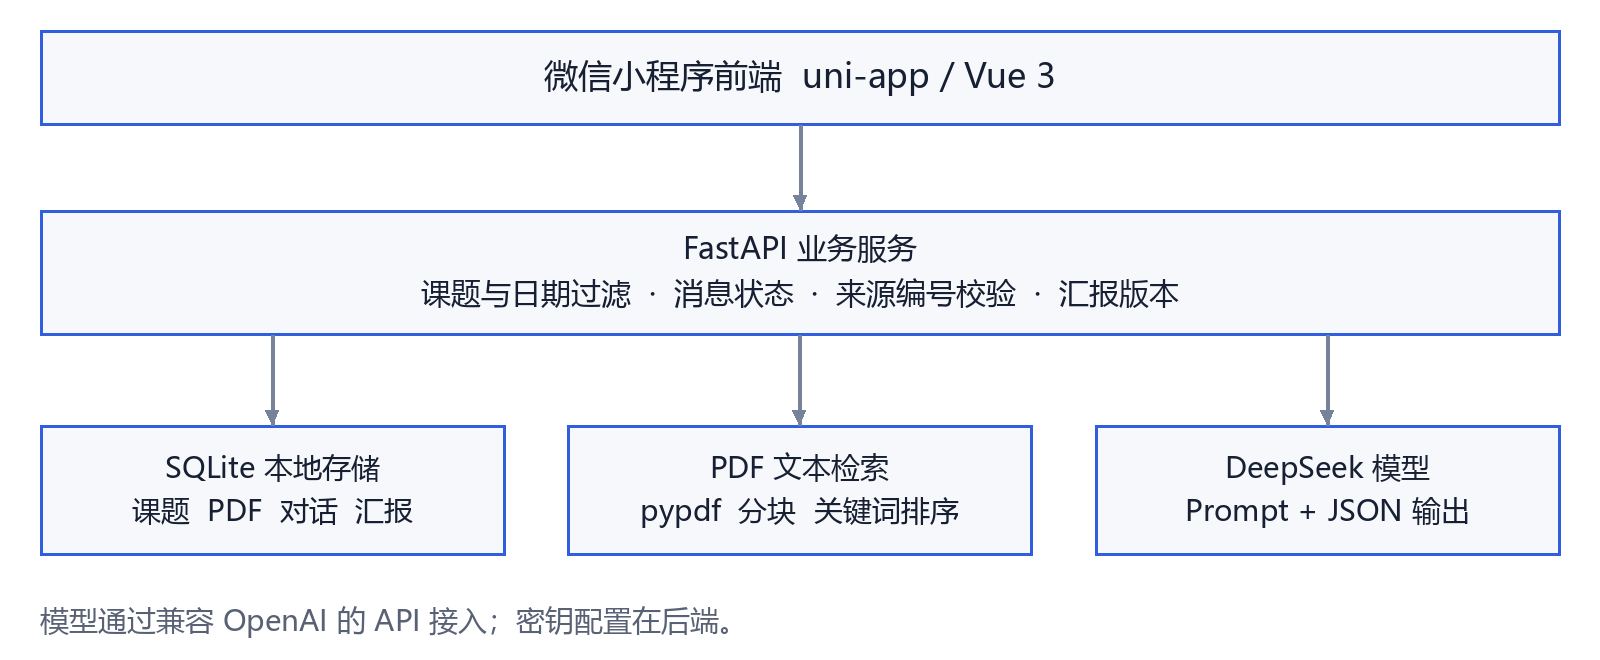 微信小程序前端 uni-app / Vue 3
FastAPI 业务服务
课题与日期过滤 · 消息状态 · 来源编号校验 · 汇报版本
SQLite 本地存储
课题 PDF 对话 汇报
PDF 文本检索
pypdf 分块 关键词排序
DeepSeek 模型
Prompt + JSON 输出
模型通过兼容 OpenAI 的 API 接入；密钥配置在后端。